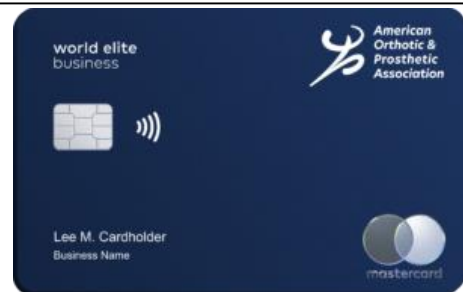 world elite
business
American
Orthotic &
Prosthetic
Association
Lee M. Cardholder
Business Name
mastercard